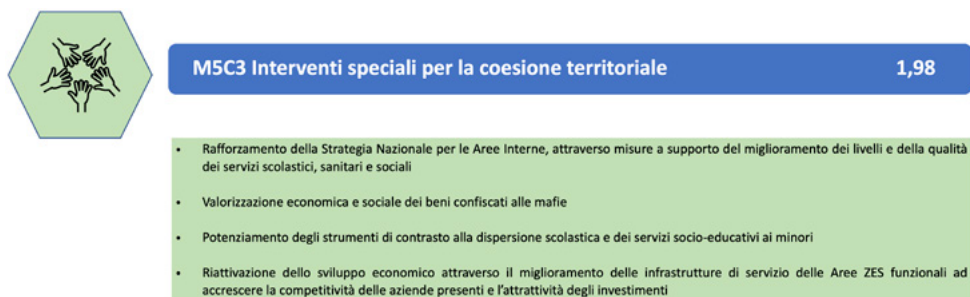 M5C3 Interventi speciali per la coesione territoriale 1,98
• Rafforzamento della Strategia Nazionale per le Aree Interne, attraverso misure a supporto del miglioramento dei livelli e della qualità
dei servizi scolastici, sanitari e sociali
• Valorizzazione economica e sociale dei beni confiscati alle mafie
• Potenziamento degli strumenti di contrasto alla dispersione scolastica e dei servizi socio-educativi ai minori
• Riattivazione dello sviluppo economico attraverso il miglioramento delle infrastrutture di servizio delle Aree ZES funzionali ad
accrescere la competitività delle aziende presenti e l'attrattività degli investimenti